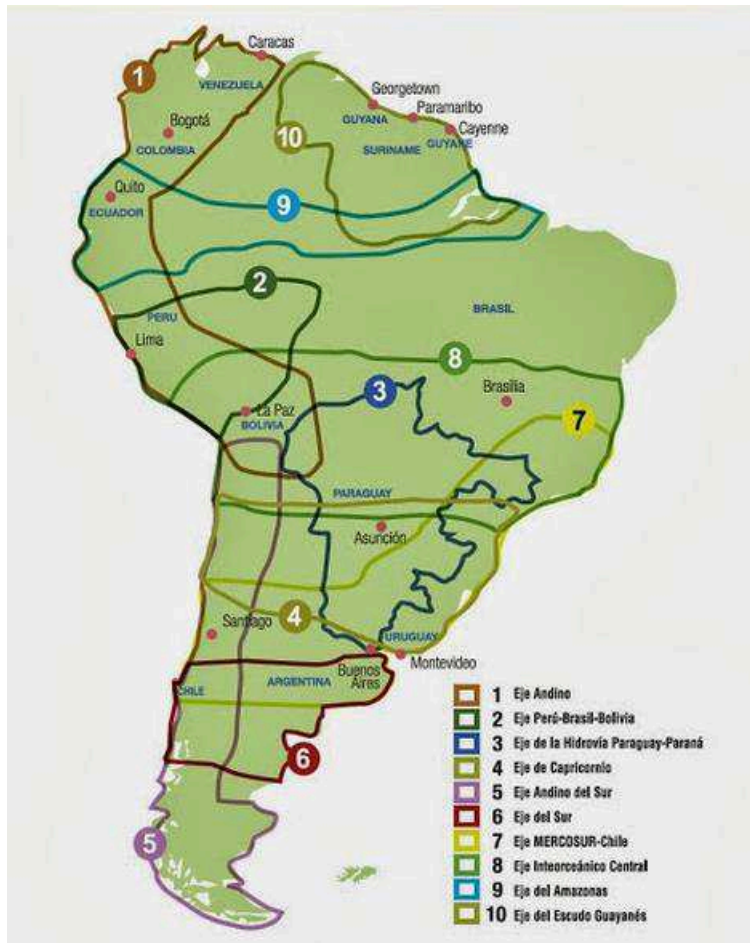 Caracas
1
VENEZUELA
Georgetown
Paramaribo
GUYANA
Bogotá
Cayenne
10
GUYANE
COLOMBIA
SURINAME
Quito
9
ECUADOR
2
BRASIL
PERU
Lima
8
Brasilia
3
La Paz
7
BOLIVIA
PARAGUAY
Asunción
4
Santiago
URUGUAY
Montevideo
Buenos
Aires
ARGENTINA
CHILE
6
5
1 Eje Andino
2 Eje Perú-Brasil-Bolivia
3 Eje de la Hidrovía Paraguay-Paraná
4 Eje de Capricornio
5 Eje Andino del Sur
6 Eje del Sur
7 Eje MERCOSUR-Chile
8 Eje Interoceánico Central
9 Eje del Amazonas
10 Eje del Escudo Guayanés